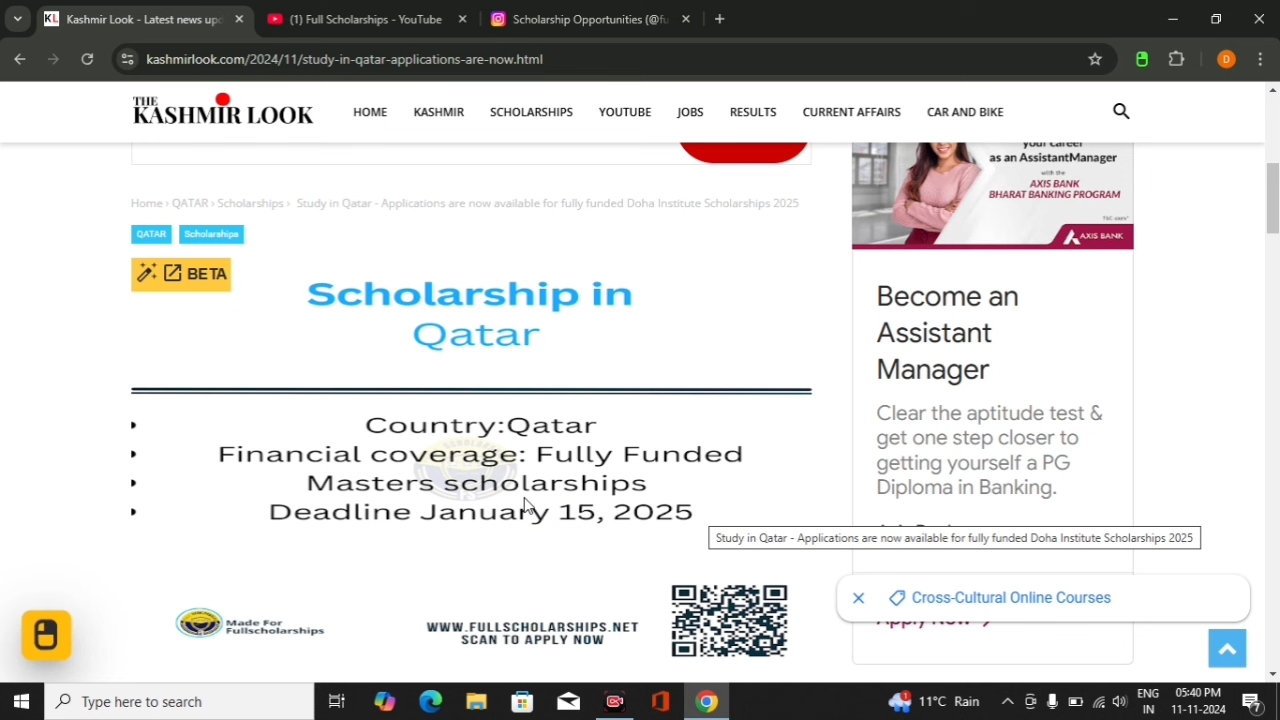 Kashmir Look - Latest news upd
(1) Full Scholarships - YouTube
Scholarship Opportunities (@fu
kashmirlook.com/2024/11/study-in-qatar-applications-are-now.html
D
THE
KASHMIR LOOK
HOME
KASHMIR
SCHOLARSHIPS
YOUTUBE
JOBS
RESULTS
CURRENT AFFAIRS
CAR AND BIKE
your career
as an AssistantManager
with the
AXIS BANK
BHARAT BANKING PROGRAM
T&C apply*
AXIS BANK
Home › QATAR › Scholarships › Study in Qatar - Applications are now available for fully funded Doha Institute Scholarships 2025
QATAR
Scholarships
BETA
Scholarship in
Qatar
Country:Qatar
Financial coverage: Fully Funded
Masters scholarships
Deadline January 15, 2025
Made For
Fullscholarships
WWW.FULLSCHOLARSHIPS.NET
SCAN TO APPLY NOW
Become an
Assistant
Manager
Clear the aptitude test &
get one step closer to
getting yourself a PG
Diploma in Banking.
Study in Qatar - Applications are now available for fully funded Doha Institute Scholarships 2025
Cross-Cultural Online Courses
Apply Now
Type here to search
1
11°C Rain
ENG
IN
05:40 PM
11-11-2024
7